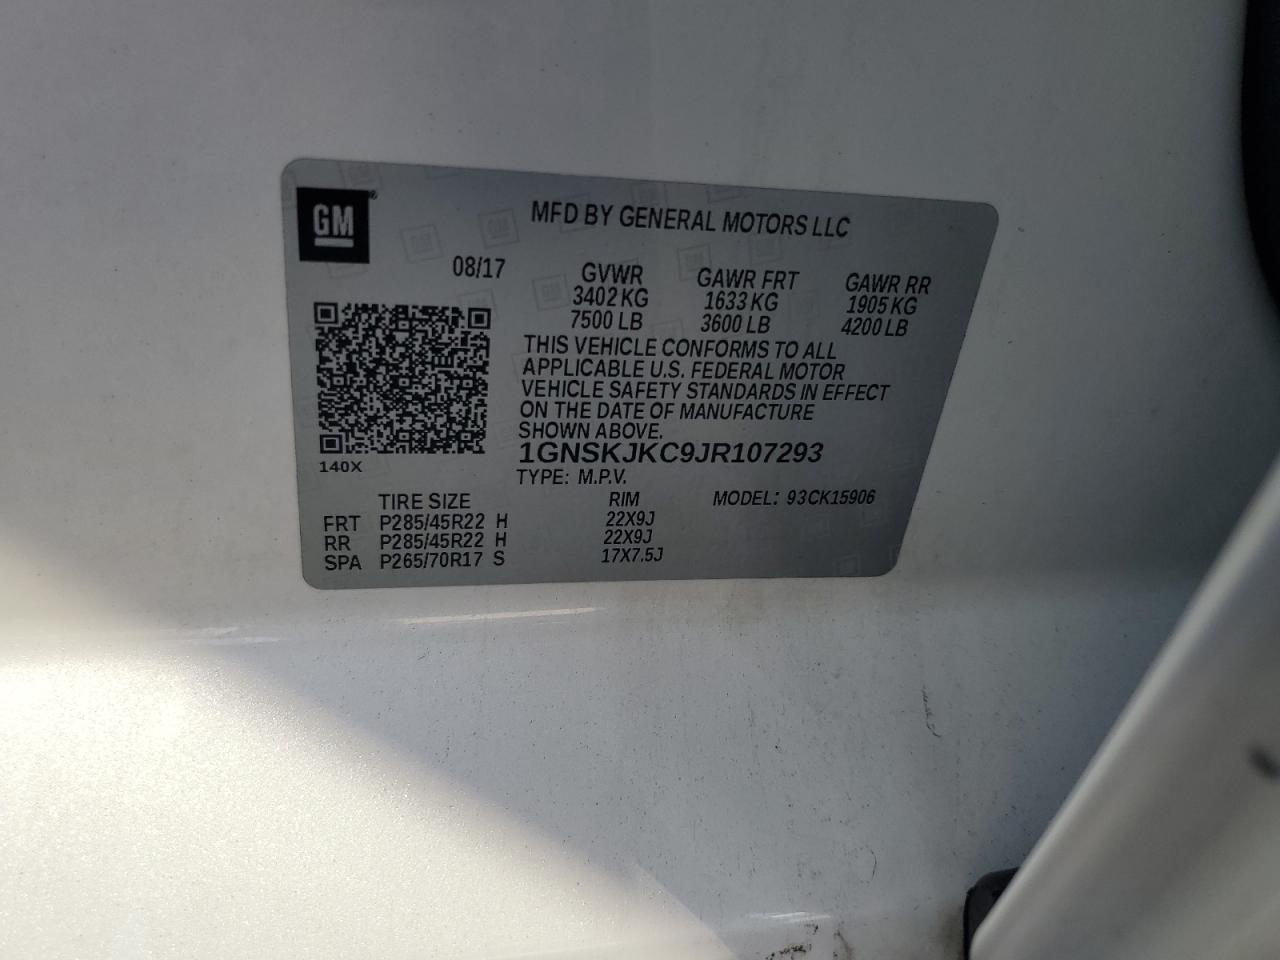 GM
MFD BY GENERAL MOTORS LLC
08/17 GVWR GAWR FRT GAWR RR
3402 KG 1633 KG 1905 KG
7500 LB 3600 LB 4200 LB
THIS VEHICLE CONFORMS TO ALL
APPLICABLE U.S. FEDERAL MOTOR
VEHICLE SAFETY STANDARDS IN EFFECT
ON THE DATE OF MANUFACTURE
SHOWN ABOVE.
1GNSKJKC9JR107293
140X
TYPE: M.P.V.
TIRE SIZE RIM MODEL: 93CK15906
FRT P285/45R22 H 22X9J
RR P285/45R22 H 22X9J
SPA P265/70R17 S 17X7.5J